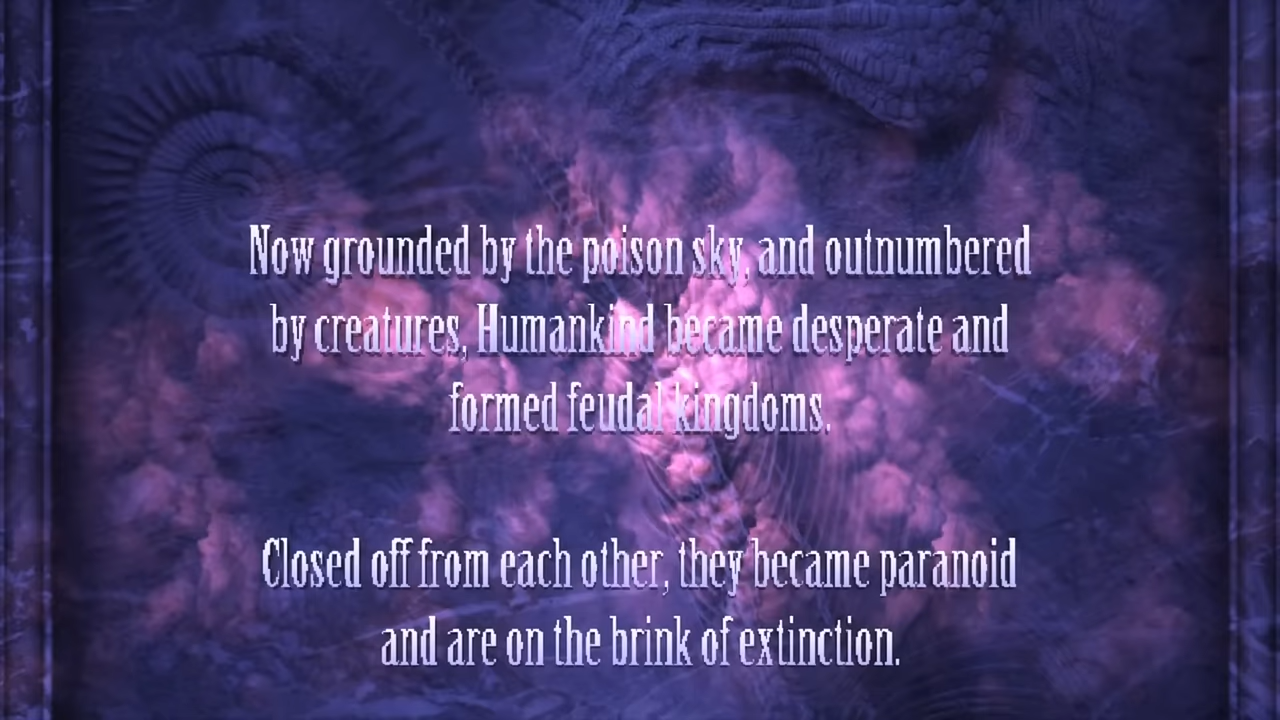 Now grounded by the poison sky, and outnumbered
by creatures, Humankind became desperate and
formed feudal kingdoms.
Closed off from each other, they became paranoid
and are on the brink of extinction.